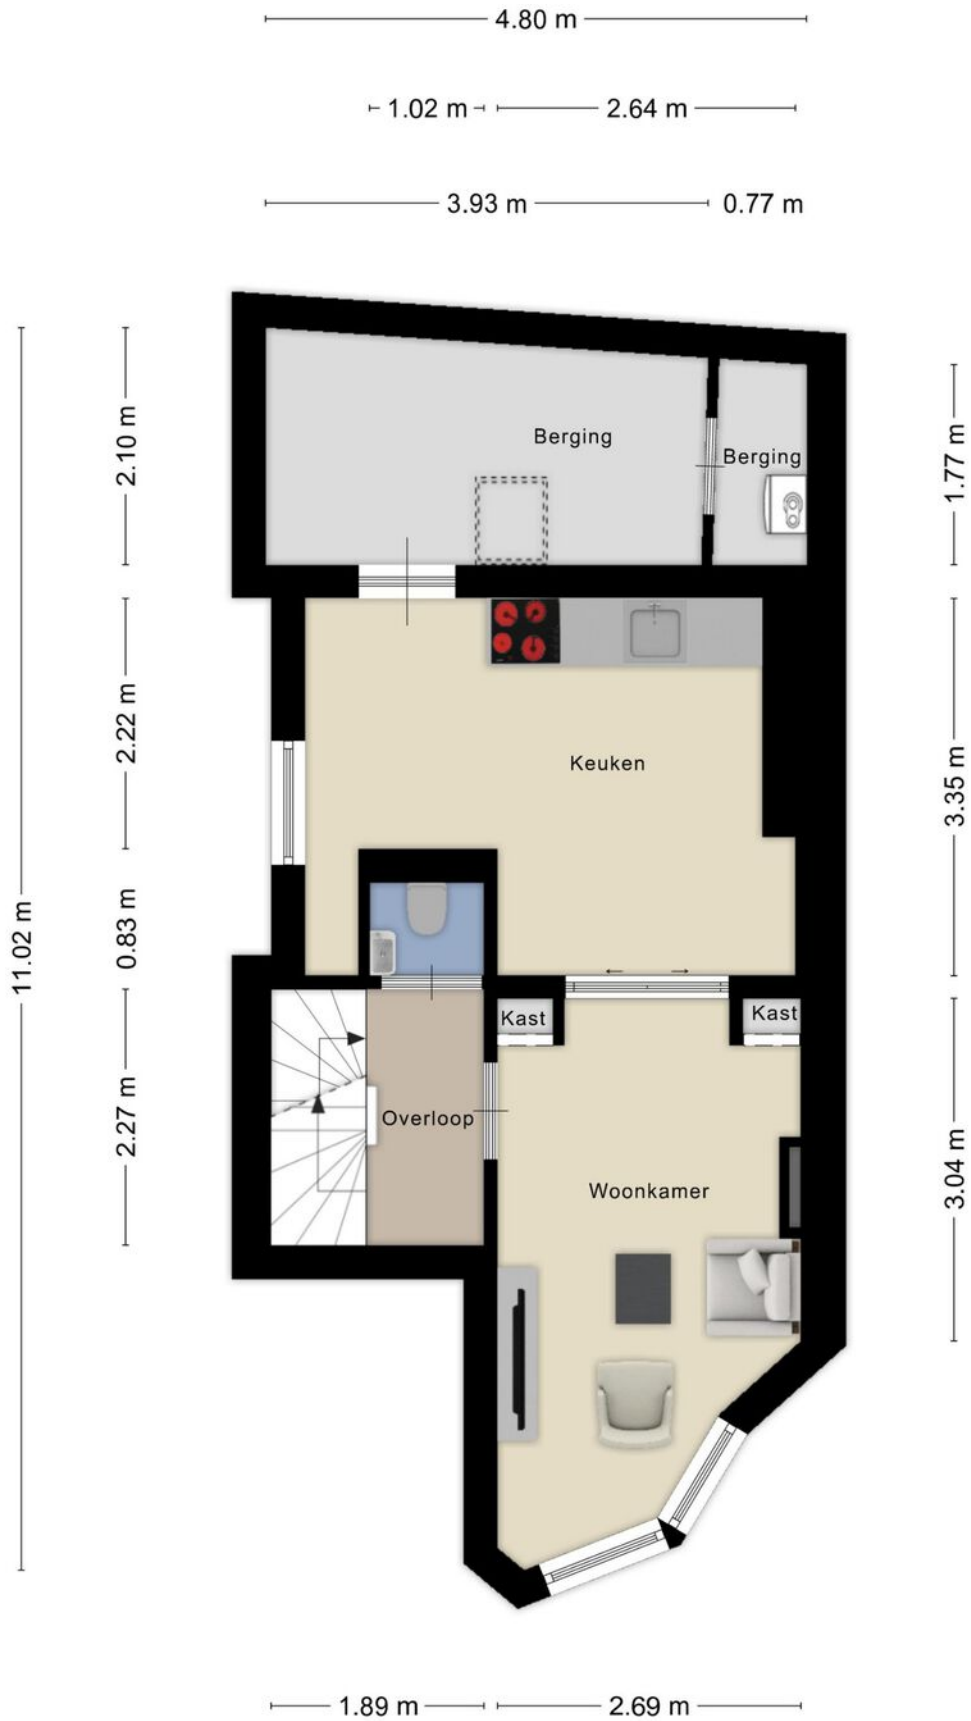 4.80 m
1.02 m
2.64 m
3.93 m
0.77 m
2.10 m
1.77 m
Berging
Berging
2.22 m
3.35 m
Keuken
0.83 m
11.02 m
Kast
Kast
2.27 m
Overloop
3.04 m
Woonkamer
1.89 m
2.69 m